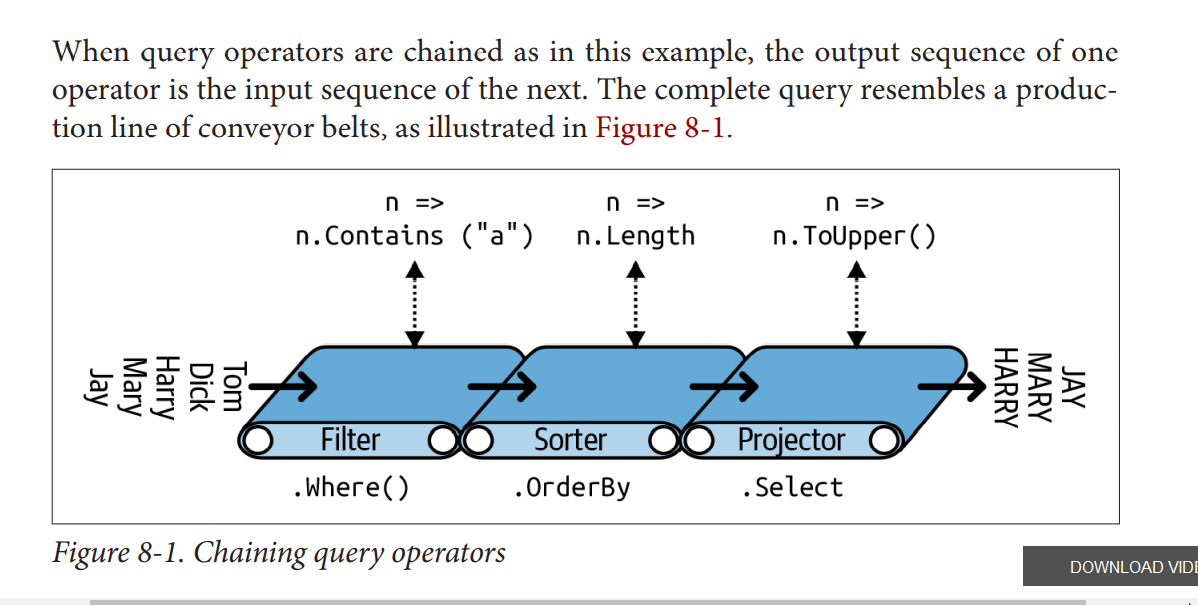 When query operators are chained as in this example, the output sequence of one
operator is the input sequence of the next. The complete query resembles a produc-
tion line of conveyor belts, as illustrated in Figure 8-1.
n =>
n.Contains ("a")
n =>
n.Length
n =>
n.ToUpper()
Tom
Dick
Harry
Mary
Jay
Filter
Sorter
Projector
JAY
MARY
HARRY
.Where()
.OrderBy
.Select
Figure 8-1. Chaining query operators
DOWNLOAD